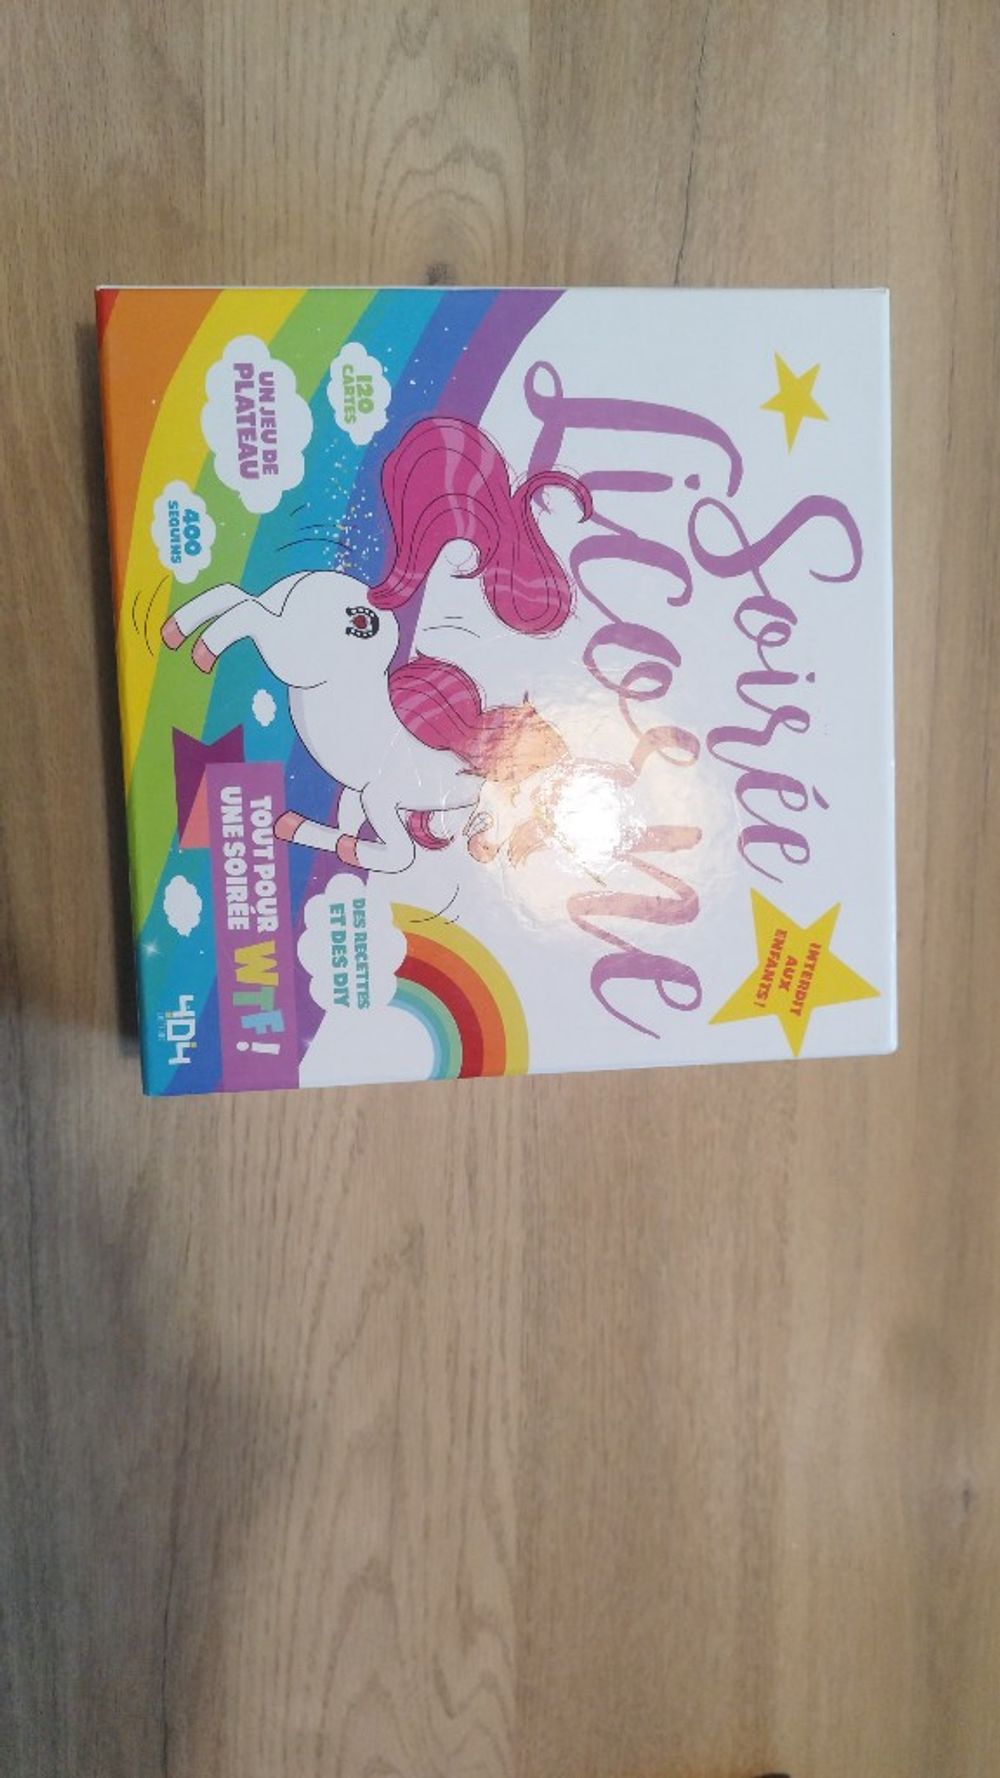 Soirée
Licorne
INTERDIT
AUX
ENFANTS !
120
CARTES
UN JEU DE
PLATEAU
400
SEQUINS
DES RECETTES
ET DES DIY
TOUT POUR
UNE SOIRÉE WTF !
404